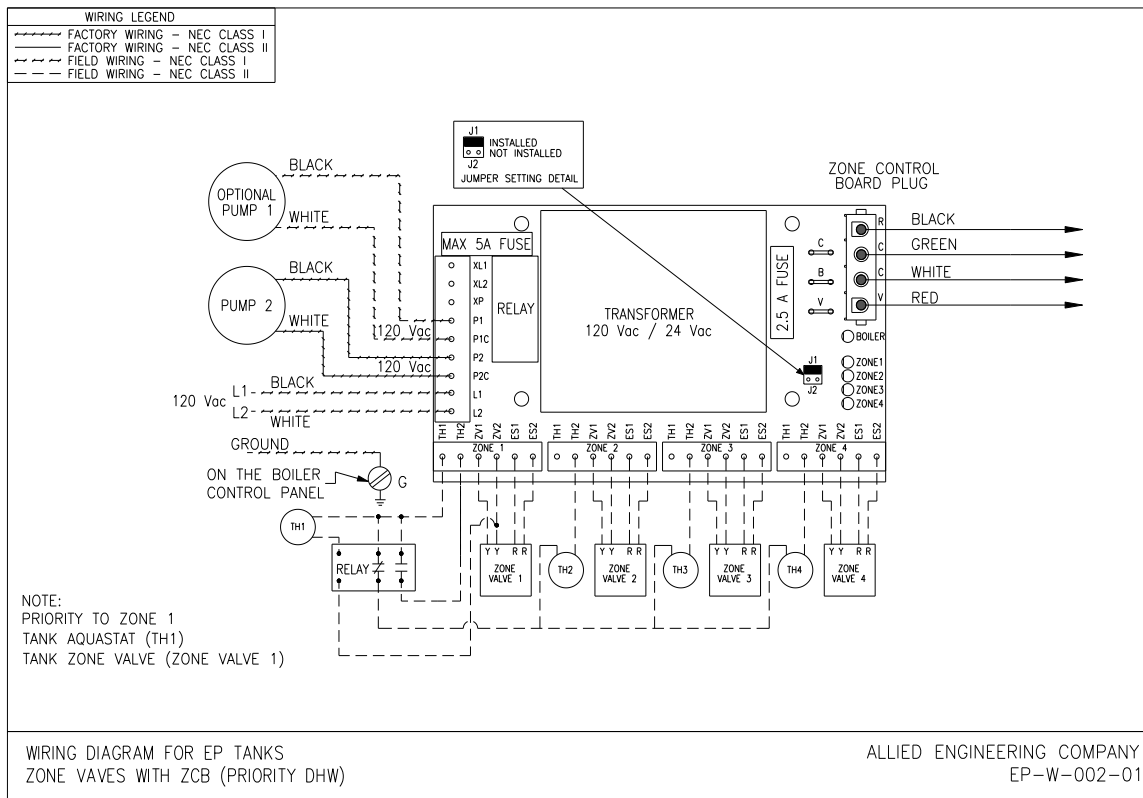 WIRING LEGEND
FACTORY WIRING - NEC CLASS I
FACTORY WIRING - NEC CLASS II
FIELD WIRING - NEC CLASS I
FIELD WIRING - NEC CLASS II
J1
INSTALLED
NOT INSTALLED
J2
JUMPER SETTING DETAIL
OPTIONAL
PUMP 1
BLACK
WHITE
PUMP 2
BLACK
WHITE
120 Vac
120 Vac
120 Vac
L1
BLACK
L2
WHITE
GROUND
ON THE BOILER
CONTROL PANEL
G
MAX 5A FUSE
XL1
XL2
XP
P1
P1C
P2
P2C
L1
L2
RELAY
TRANSFORMER
120 Vac / 24 Vac
2.5 A FUSE
C
B
V
ZONE CONTROL
BOARD PLUG
R
BLACK
C
GREEN
C
WHITE
V
RED
BOILER
ZONE1
ZONE2
ZONE3
ZONE4
J1
J2
TH1 TH2 ZV1 ZV2 ES1 ES2
ZONE 1
TH1 TH2 ZV1 ZV2 ES1 ES2
ZONE 2
TH1 TH2 ZV1 ZV2 ES1 ES2
ZONE 3
TH1 TH2 ZV1 ZV2 ES1 ES2
ZONE 4
TH1
RELAY
Y Y R R
ZONE
VALVE 1
TH2
Y Y R R
ZONE
VALVE 2
TH3
Y Y R R
ZONE
VALVE 3
TH4
Y Y R R
ZONE
VALVE 4
NOTE:
PRIORITY TO ZONE 1
TANK AQUASTAT (TH1)
TANK ZONE VALVE (ZONE VALVE 1)
WIRING DIAGRAM FOR EP TANKS
ZONE VAVES WITH ZCB (PRIORITY DHW)
ALLIED ENGINEERING COMPANY
EP-W-002-01